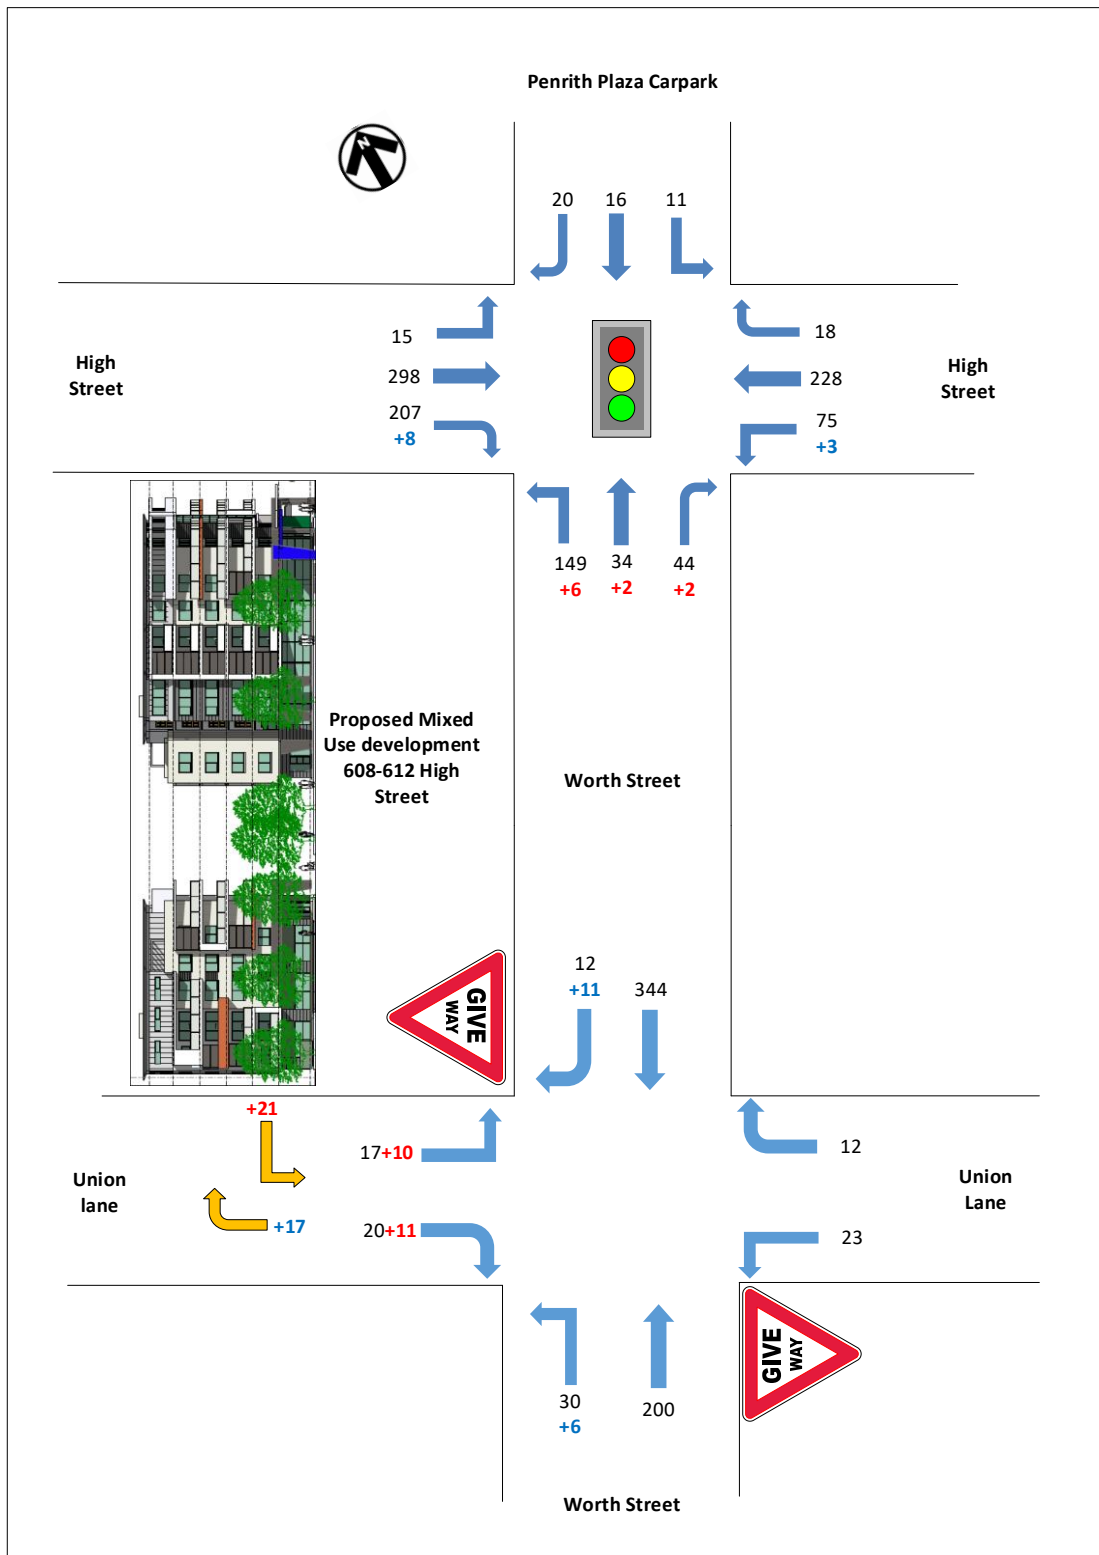 Penrith Plaza Carpark
N
20 16 11
15
18
High
Street
298
228
High
Street
207
+8
75
+3
149 34 44
+6 +2 +2
Proposed Mixed
Use development
608-612 High
Street
Worth Street
12
+11
344
GIVE
WAY
+21
17+10
12
Union
lane
Union
Lane
+17
20+11
23
GIVE
WAY
30
+6
200
Worth Street